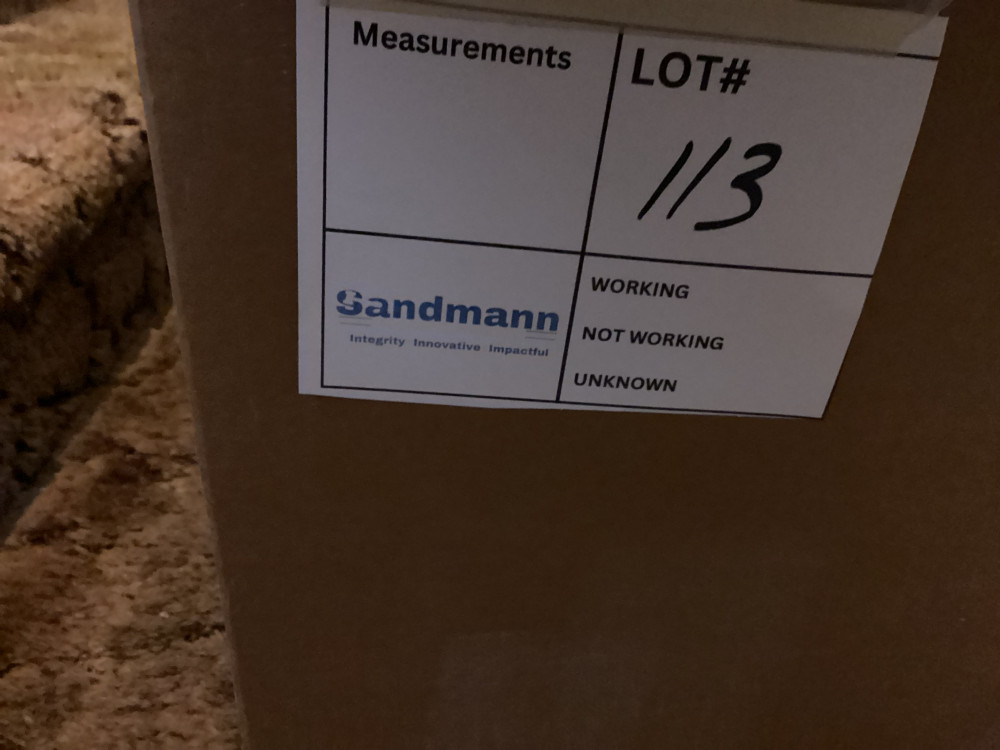 Measurements
LOT#
113
Sandmann
Integrity Innovative Impactful
WORKING
NOT WORKING
UNKNOWN